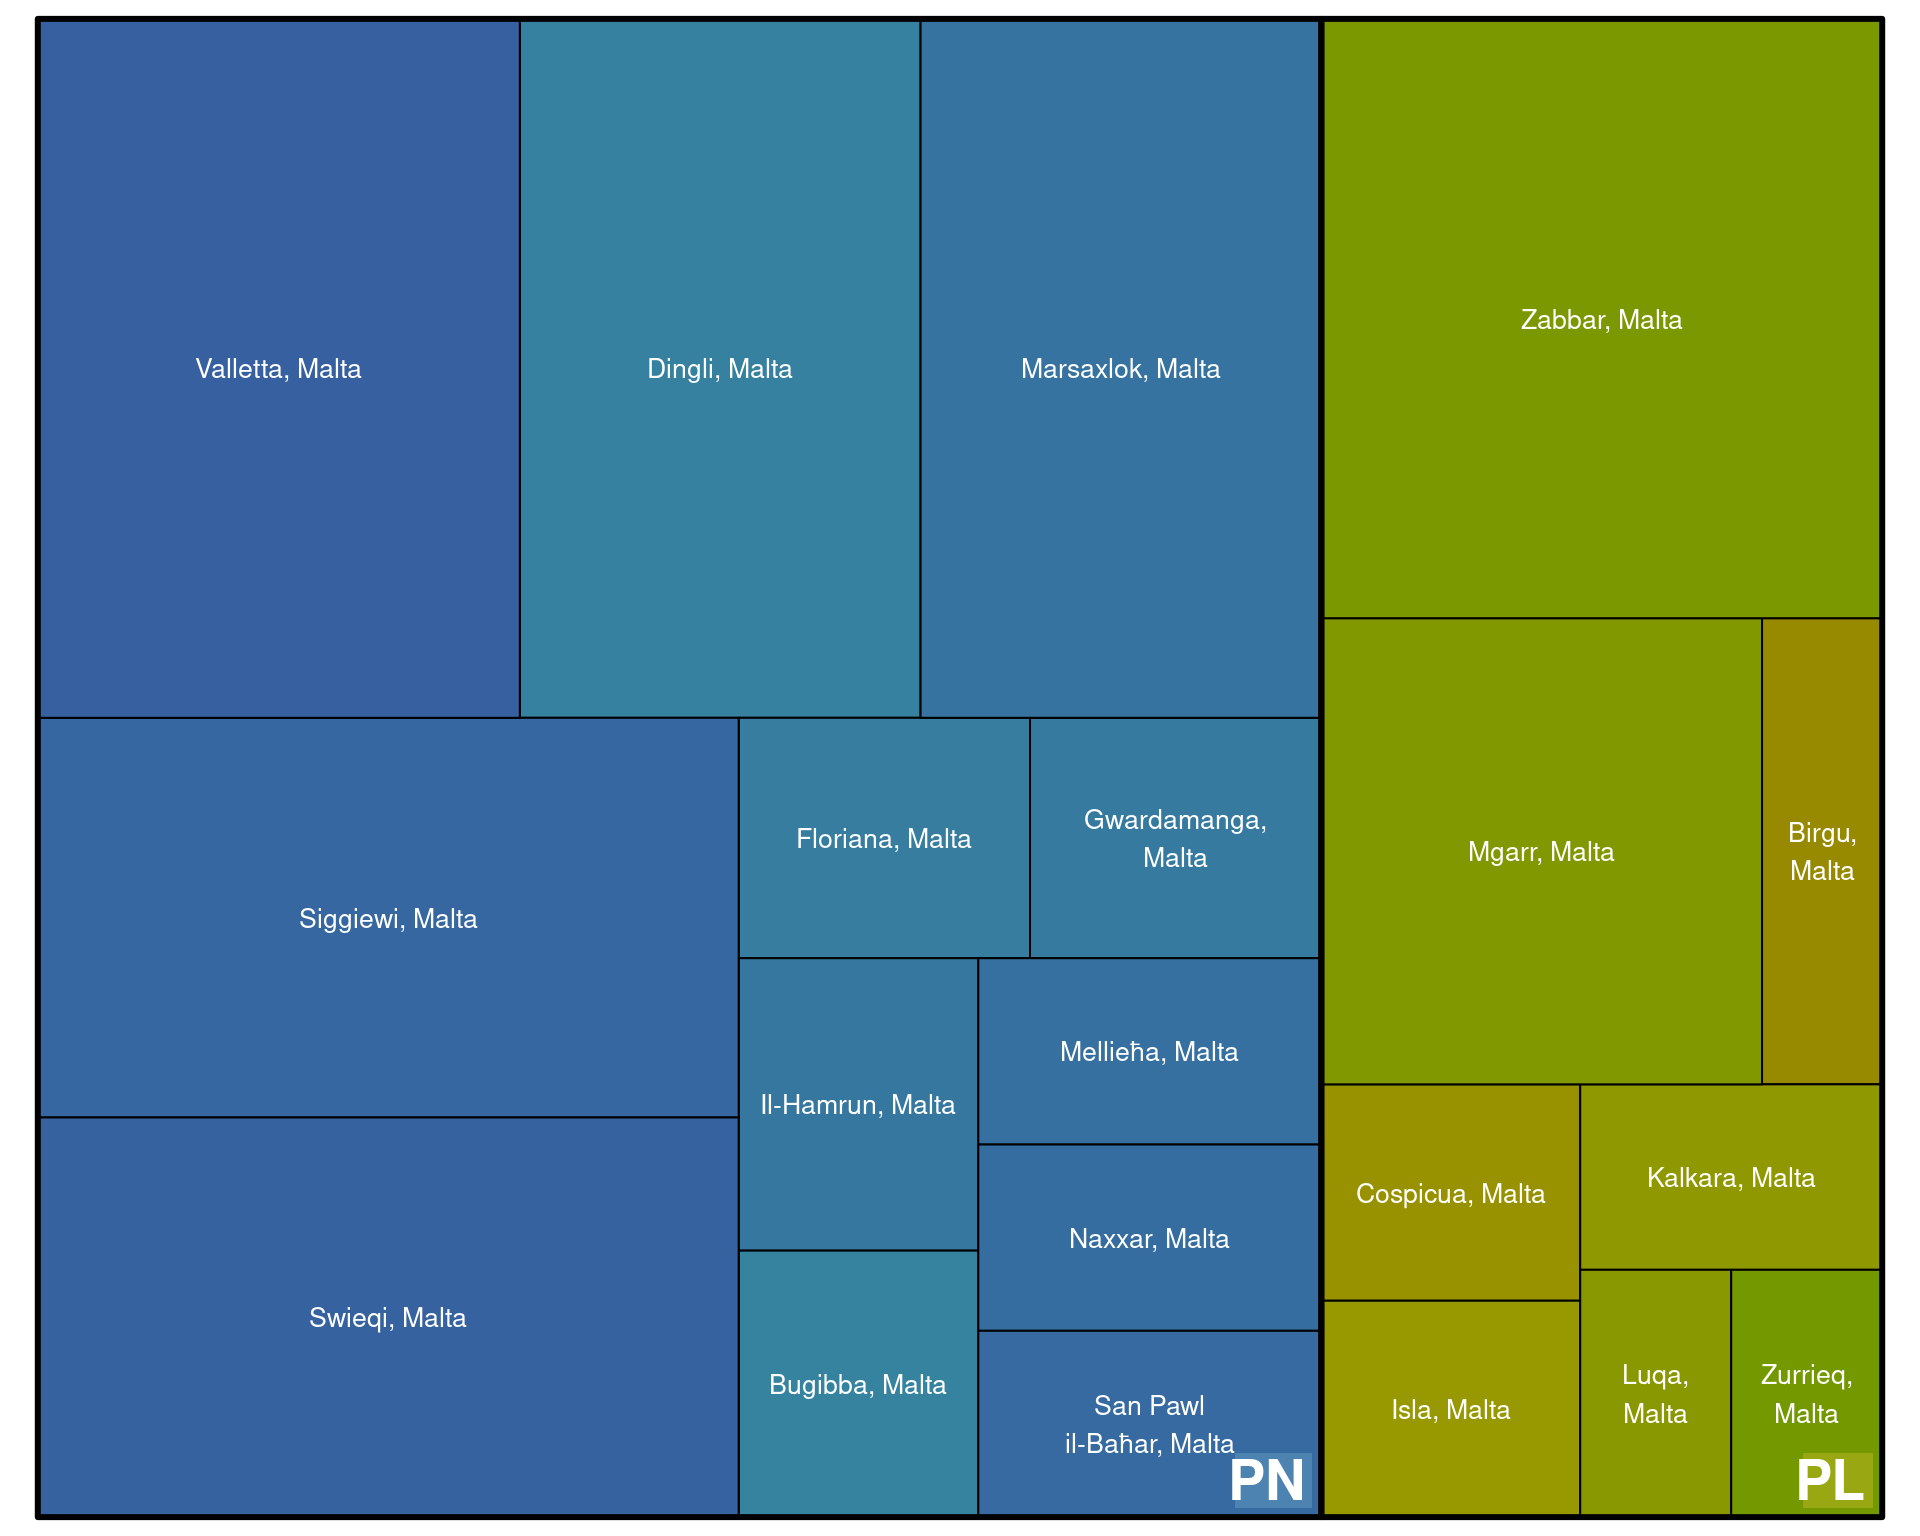 Valletta, Malta
Dingli, Malta
Marsaxlok, Malta
Siggiewi, Malta
Swieqi, Malta
Floriana, Malta
Gwardamanga,
Malta
Il-Hamrun, Malta
Bugibba, Malta
Mellieħa, Malta
Naxxar, Malta
San Pawl
il-Baħar, Malta
PN
Zabbar, Malta
Mgarr, Malta
Birgu,
Malta
Cospicua, Malta
Isla, Malta
Kalkara, Malta
Luqa,
Malta
Zurrieq,
Malta
PL